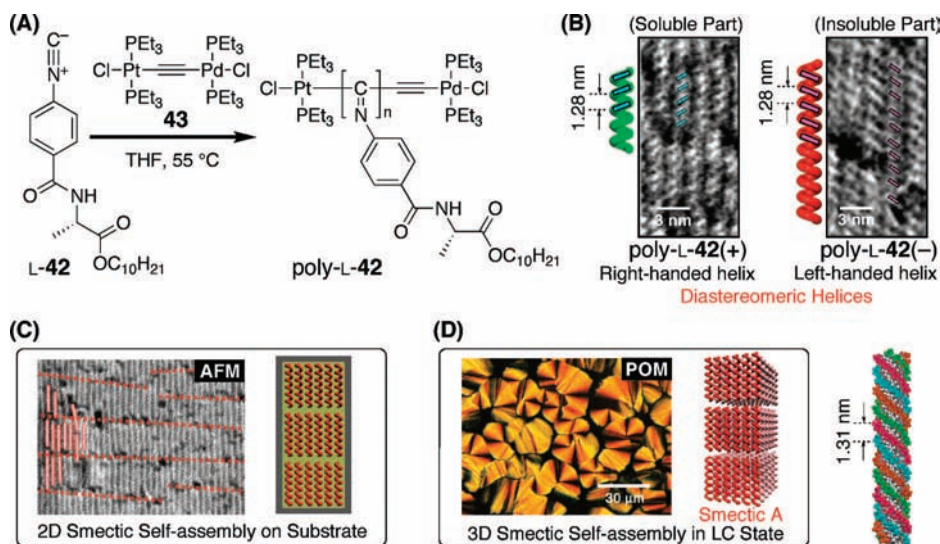 (A)
C−
N+
O
NH
O
OC10H21
L-42
PEt3 PEt3
Cl Pt Pd Cl
PEt3 PEt3
43
THF, 55 °C
PEt3 PEt3
Cl Pt C n Pd Cl
PEt3 N PEt3
O
NH
O
OC10H21
poly-L-42
(B)
(Soluble Part)
1.28 nm
3 nm
poly-L-42(+)
Right-handed helix
(Insoluble Part)
1.28 nm
3 nm
poly-L-42(−)
Left-handed helix
Diastereomeric Helices
(C)
AFM
2D Smectic Self-assembly on Substrate
(D)
POM
30 μm
Smectic A
3D Smectic Self-assembly in LC State
1.31 nm